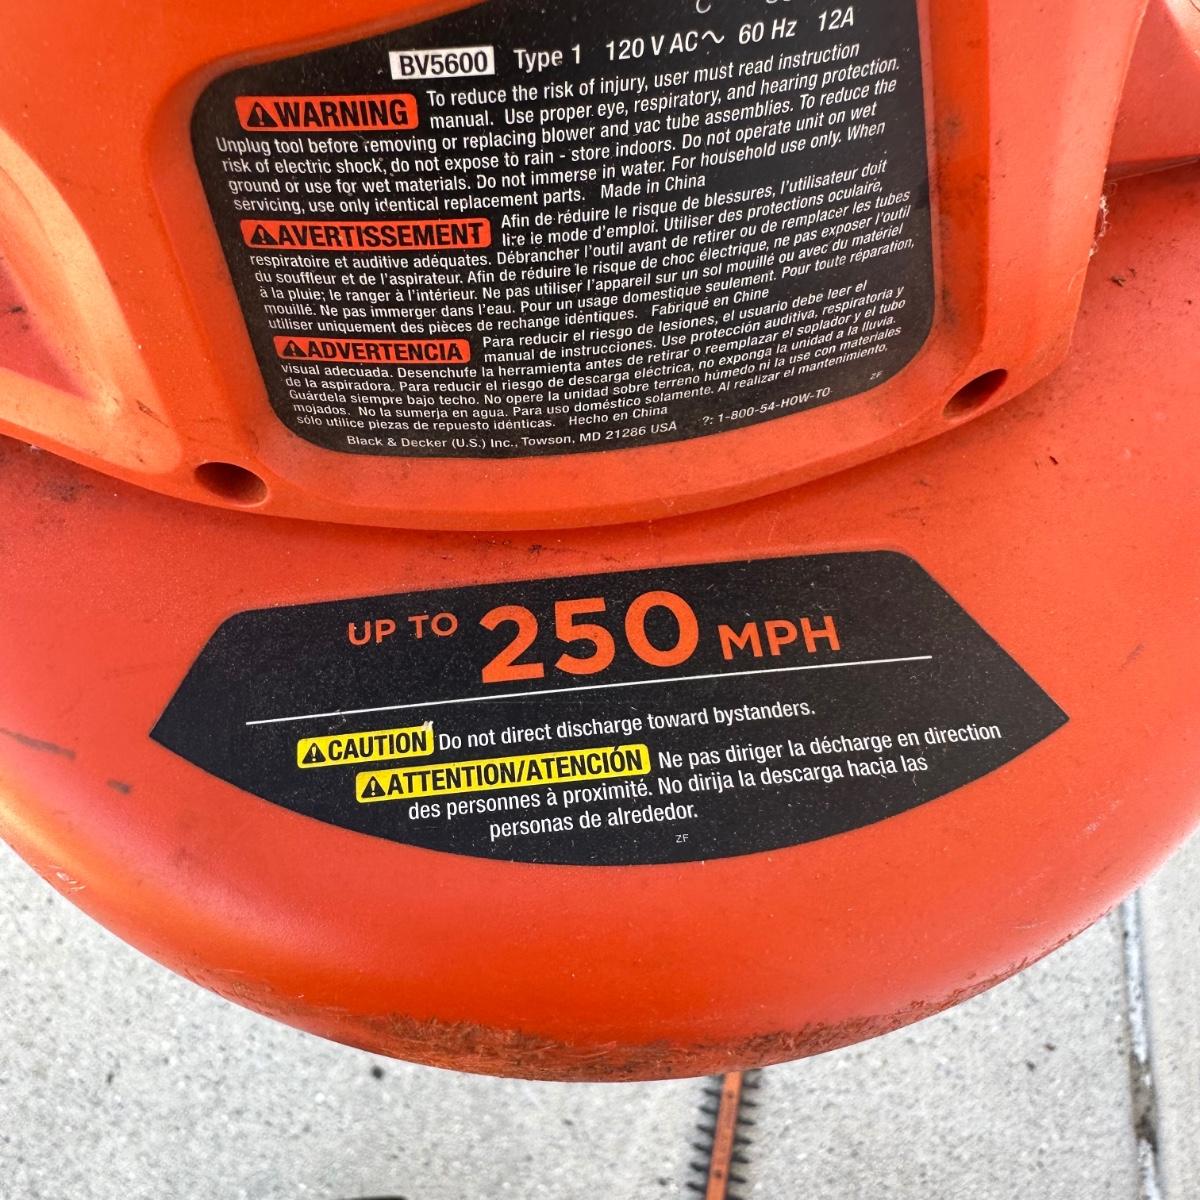 BV5600 Type 1 120 V AC~ 60 Hz 12A
WARNING To reduce the risk of injury, user must read instruction
manual. Use proper eye, respiratory, and hearing protection.
Unplug tool before removing or replacing blower and vac tube assemblies. To reduce the
risk of electric shock, do not expose to rain - store indoors. Do not operate unit on wet
ground or use for wet materials. Do not immerse in water. For household use only. When
servicing, use only identical replacement parts. Made in China
AVERTISSEMENT Afin de réduire le risque de blessures, l'utilisateur doit
lire le mode d'emploi. Utiliser des protections oculaire,
respiratoire et auditive adéquates. Débrancher l'outil avant de retirer ou de remplacer les tubes
du souffleur et de l'aspirateur. Afin de réduire le risque de choc électrique, ne pas exposer l'outil
à la pluie; le ranger à l'intérieur. Ne pas utiliser l'appareil sur un sol mouillé ou avec du matériel
mouillé. Ne pas immerger dans l'eau. Pour un usage domestique seulement. Pour toute réparation,
utiliser uniquement des pièces de rechange identiques. Fabriqué en Chine
ADVERTENCIA Para reducir el riesgo de lesiones, el usuario debe leer el
manual de instrucciones. Use protección auditiva, respiratoria y
visual adecuada. Desenchufe la herramienta antes de retirar o reemplazar el soplador y el tubo
de la aspiradora. Para reducir el riesgo de descarga eléctrica, no exponga la unidad a la lluvia.
Guárdela siempre bajo techo. No opere la unidad sobre terreno húmedo ni la use con materiales
mojados. No la sumerja en agua. Para uso doméstico solamente. Al realizar el mantenimiento,
sólo utilice piezas de repuesto idénticas. Hecho en China
ZF
Black & Decker (U.S.) Inc., Towson, MD 21286 USA ?: 1-800-54-HOW-TO
UP TO 250 MPH
CAUTION Do not direct discharge toward bystanders.
ATTENTION/ATENCIÓN Ne pas diriger la décharge en direction
des personnes à proximité. No dirija la descarga hacia las
personas de alrededor.
ZF